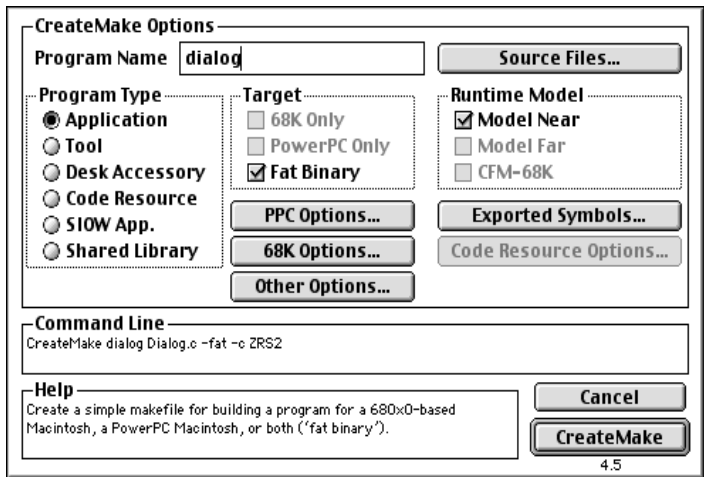 CreateMake Options
Program Name dialog
Source Files...
Program Type
Application
Tool
Desk Accessory
Code Resource
SIOW App.
Shared Library
Target
68K Only
PowerPC Only
Fat Binary
Runtime Model
Model Near
Model Far
CFM-68K
PPC Options...
68K Options...
Other Options...
Exported Symbols...
Code Resource Options...
Command Line
CreateMake dialog Dialog.c -fat -c ZRS2
Help
Create a simple makefile for building a program for a 680x0-based
Macintosh, a PowerPC Macintosh, or both (‘fat binary’).
Cancel
CreateMake
4.5